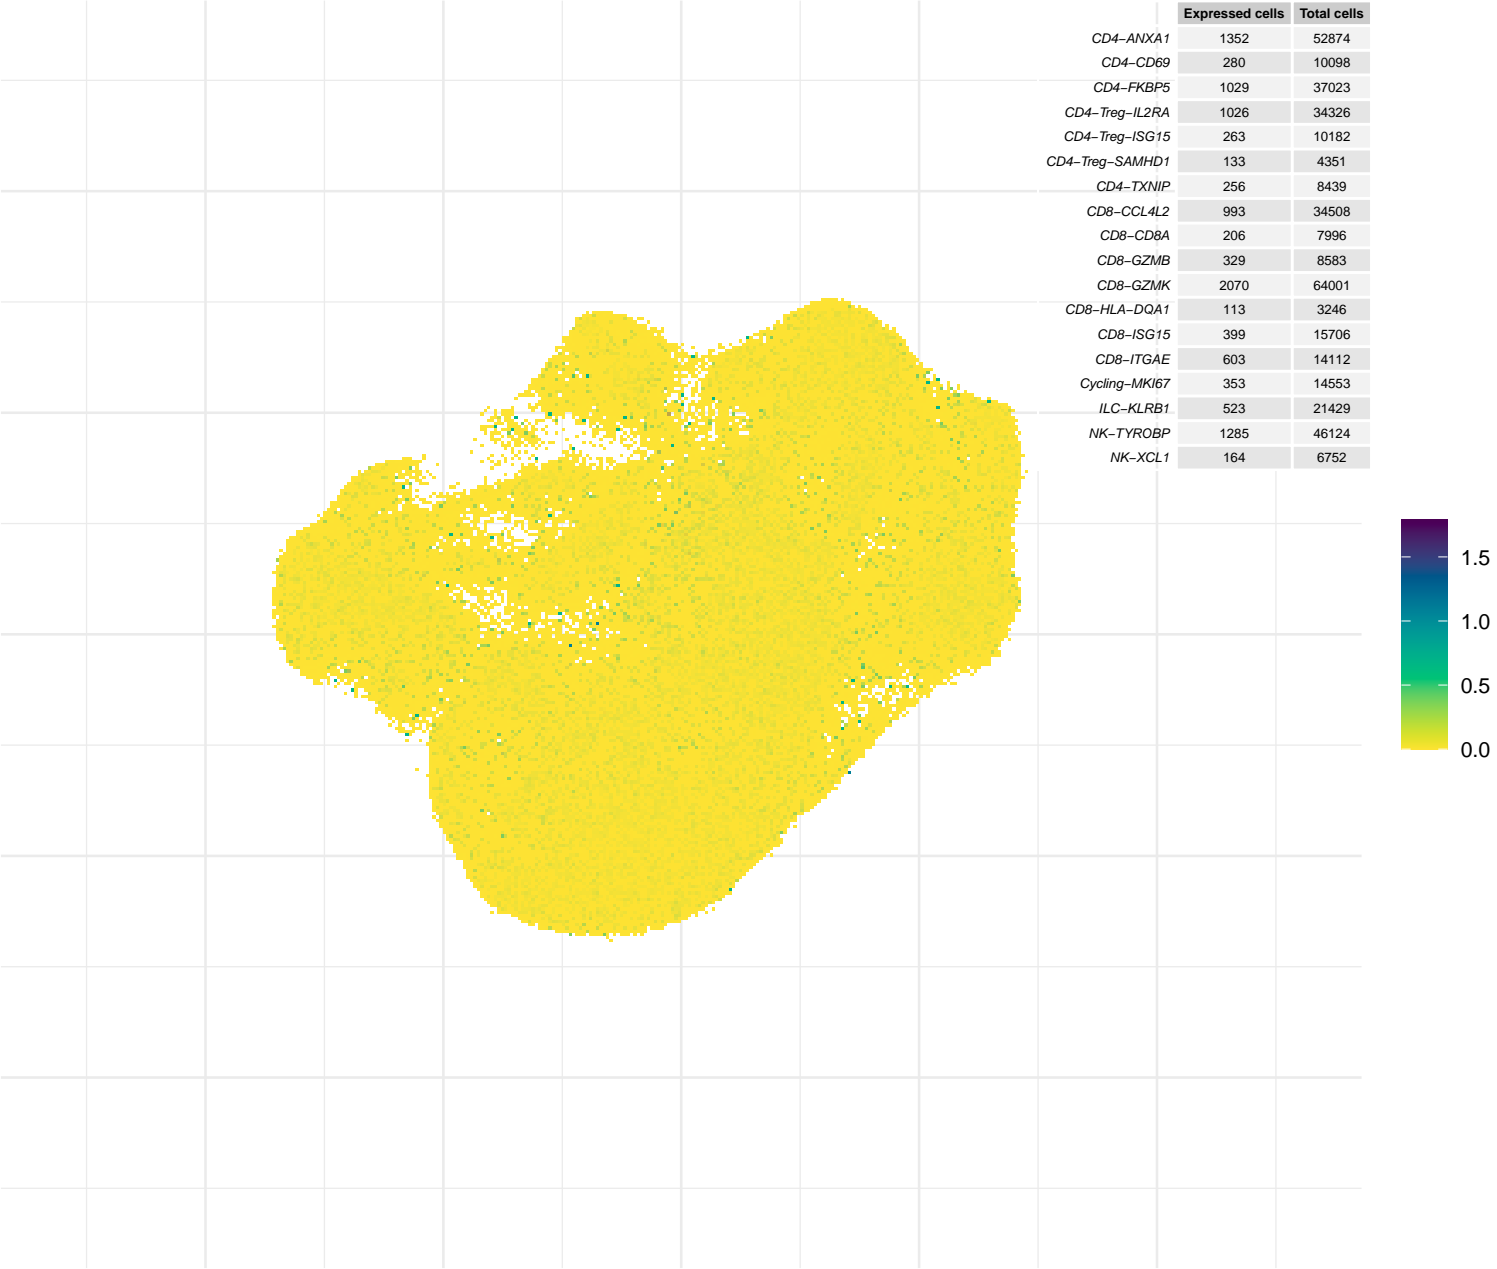 Expressed cells Total cells
CD4−ANXA1 1352 52874
CD4−CD69 280 10098
CD4−FKBP5 1029 37023
CD4−Treg−IL2RA 1026 34326
CD4−Treg−ISG15 263 10182
CD4−Treg−SAMHD1 133 4351
CD4−TXNIP 256 8439
CD8−CCL4L2 993 34508
CD8−CD8A 206 7996
CD8−GZMB 329 8583
CD8−GZMK 2070 64001
CD8−HLA−DQA1 113 3246
CD8−ISG15 399 15706
CD8−ITGAE 603 14112
Cycling−MKI67 353 14553
ILC−KLRB1 523 21429
NK−TYROBP 1285 46124
NK−XCL1 164 6752
1.5
1.0
0.5
0.0